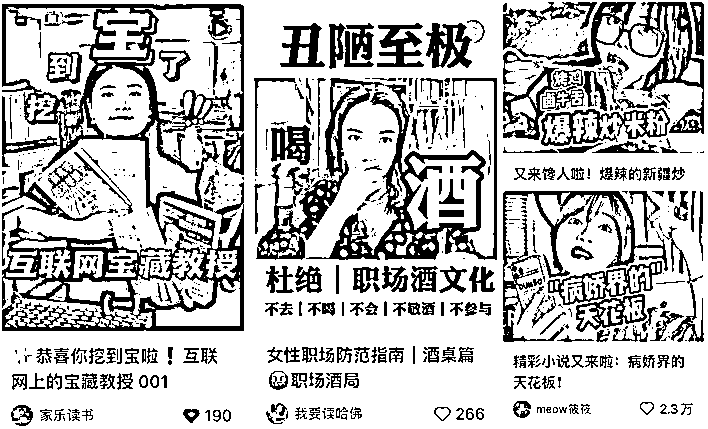 挖
到
宝
了
互联网宝藏教授
恭喜你挖到宝啦！互联
网上的宝藏教授 001
家乐读书
190
丑陋至极
喝
酒
杜绝｜职场酒文化
不去｜不喝｜不会｜不敬酒｜不参与
女性职场防范指南｜酒桌篇
职场酒局
我要读哈佛
266
爆辣炒米粉
又来馋人啦！爆辣的新疆炒
"病娇界的"
天花板
精彩小说又来啦：病娇界的
天花板！
meow筱筱
2.3万